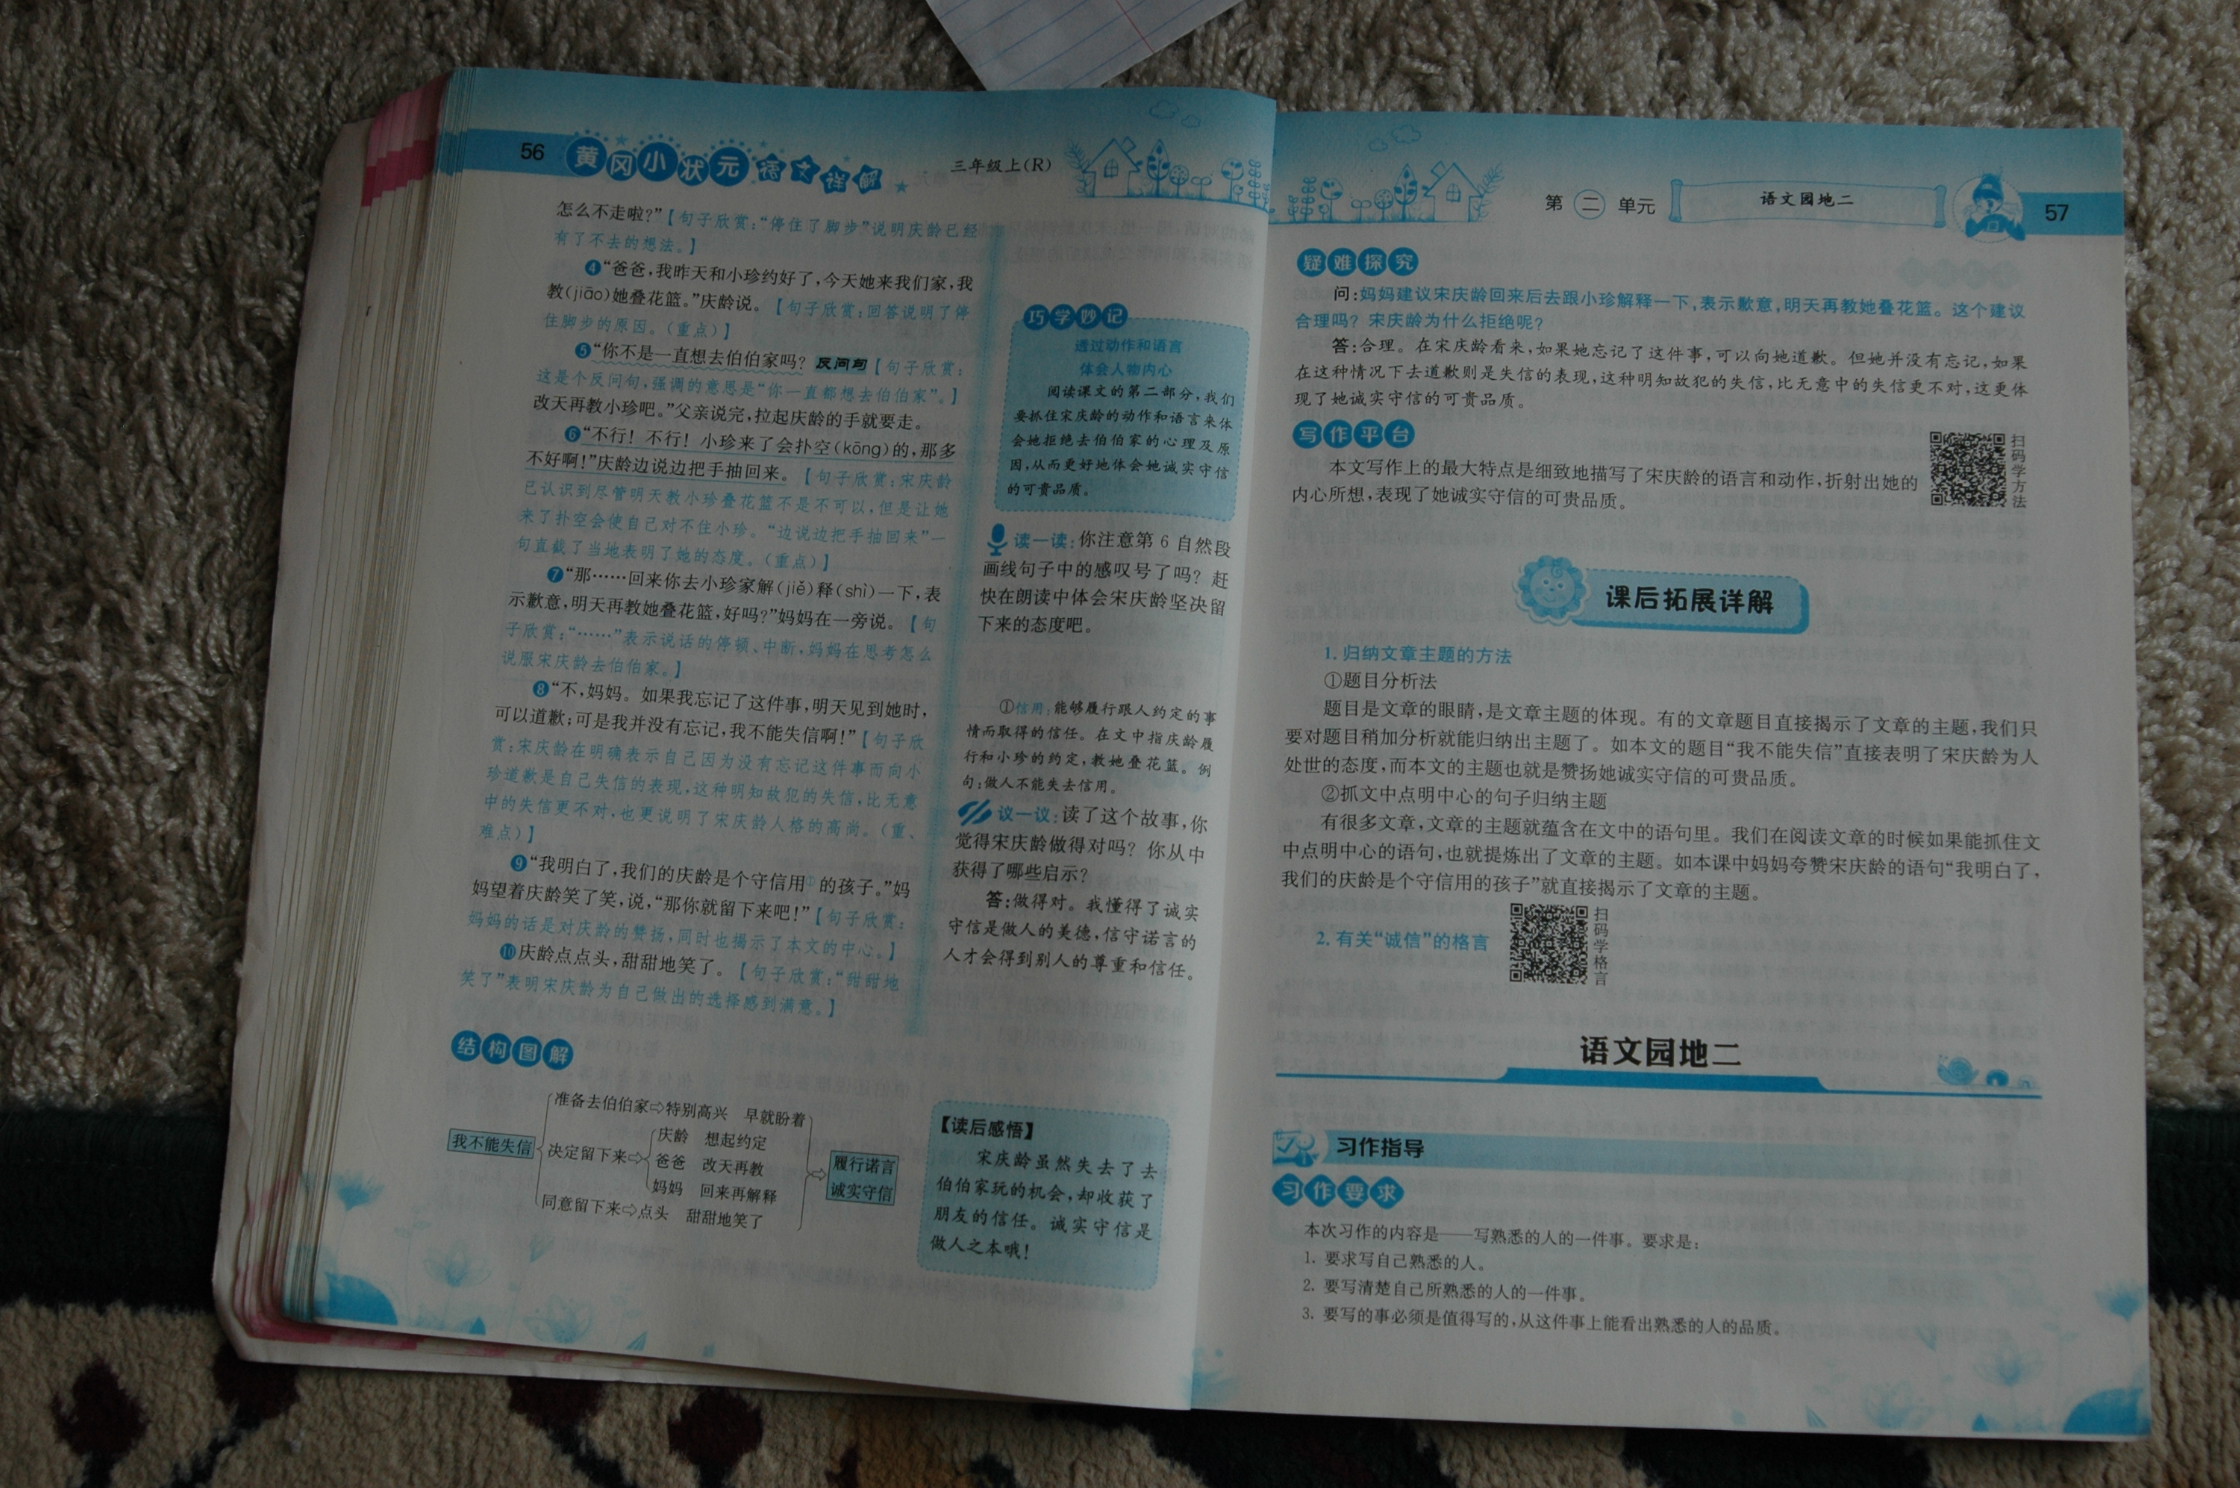 56 黄冈小状元 详解 三年级上(R)
怎么不走啦?”【句子欣赏:“停住了脚步”说明庆龄已经
有了不去的想法。】
❹“爸爸,我昨天和小珍约好了,今天她来我们家,我
教(jiāo)她叠花篮。”庆龄说。【句子欣赏:回答说明了停
住脚步的原因。(重点)】
❺“你不是一直想去伯伯家吗? 反问句【句子欣赏:
这是个反问句,强调的意思是“你一直都想去伯伯家”。】
改天再教小珍吧。”父亲说完,拉起庆龄的手就要走。
❻“不行!不行!小珍来了会扑空(kōng)的,那多
不好啊!”庆龄边说边把手抽回来。【句子欣赏:宋庆龄
已认识到尽管明天教小珍叠花篮不是不可以,但是让她
来了扑空会使自己对不住小珍。“边说边把手抽回来”一
句直截了当地表明了她的态度。(重点)】
❼“那……回来你去小珍家解(jiě)释(shì)一下,表
示歉意,明天再教她叠花篮,好吗?”妈妈在一旁说。【句
子欣赏:“……”表示说话的停顿、中断,妈妈在思考怎么
说服宋庆龄去伯伯家。】
❽“不,妈妈。如果我忘记了这件事,明天见到她时,
可以道歉;可是我并没有忘记,我不能失信啊!”【句子欣
赏:宋庆龄在明确表示自己因为没有忘记这件事而向小
珍道歉是自己失信的表现,这种明知故犯的失信,比无意
中的失信更不对,也更说明了宋庆龄人格的高尚。(重、
难点)】
❾“我明白了,我们的庆龄是个守信用①的孩子。”妈
妈望着庆龄笑了笑,说,“那你就留下来吧!”【句子欣赏:
妈妈的话是对庆龄的赞扬,同时也揭示了本文的中心。】
❿庆龄点点头,甜甜地笑了。【句子欣赏:“甜甜地
笑了”表明宋庆龄为自己做出的选择感到满意。】
巧学妙记
透过动作和语言
体会人物内心
阅读课文的第二部分,我们
要抓住宋庆龄的动作和语言来体
会她拒绝去伯伯家的心理及原
因,从而更好地体会她诚实守信
的可贵品质。
读一读:你注意第6自然段
画线句子中的感叹号了吗?赶
快在朗读中体会宋庆龄坚决留
下来的态度吧。
①信用:能够履行跟人约定的事
情而取得的信任。在文中指庆龄履
行和小珍的约定,教她叠花篮。例
句:做人不能失去信用。
议一议:读了这个故事,你
觉得宋庆龄做得对吗?你从中
获得了哪些启示?
答:做得对。我懂得了诚实
守信是做人的美德,信守诺言的
人才会得到别人的尊重和信任。
结构图解
我不能失信
准备去伯伯家⇨特别高兴 早就盼着
决定留下来⇨
庆龄 想起约定
爸爸 改天再教
妈妈 回来再解释
同意留下来⇨点头 甜甜地笑了
⇨
履行诺言
诚实守信
【读后感悟】
宋庆龄虽然失去了去
伯伯家玩的机会,却收获了
朋友的信任。诚实守信是
做人之本哦!
第二单元 语文园地二 57
疑难探究
问:妈妈建议宋庆龄回来后去跟小珍解释一下,表示歉意,明天再教她叠花篮。这个建议
合理吗?宋庆龄为什么拒绝呢?
答:合理。在宋庆龄看来,如果她忘记了这件事,可以向她道歉。但她并没有忘记,如果
在这种情况下去道歉则是失信的表现,这种明知故犯的失信,比无意中的失信更不对,这更体
现了她诚实守信的可贵品质。
写作平台
本文写作上的最大特点是细致地描写了宋庆龄的语言和动作,折射出她的
内心所想,表现了她诚实守信的可贵品质。
扫码学方法
课后拓展详解
1.归纳文章主题的方法
①题目分析法
题目是文章的眼睛,是文章主题的体现。有的文章题目直接揭示了文章的主题,我们只
要对题目稍加分析就能归纳出主题了。如本文的题目“我不能失信”直接表明了宋庆龄为人
处世的态度,而本文的主题也就是赞扬她诚实守信的可贵品质。
②抓文中点明中心的句子归纳主题
有很多文章,文章的主题就蕴含在文中的语句里。我们在阅读文章的时候如果能抓住文
中点明中心的语句,也就提炼出了文章的主题。如本课中妈妈夸赞宋庆龄的语句“我明白了,
我们的庆龄是个守信用的孩子”就直接揭示了文章的主题。
2.有关“诚信”的格言
扫码学格言
语文园地二
习作指导
习作要求
本次习作的内容是——写熟悉的人的一件事。要求是:
1. 要求写自己熟悉的人。
2. 要写清楚自己所熟悉的人的一件事。
3. 要写的事必须是值得写的,从这件事上能看出熟悉的人的品质。